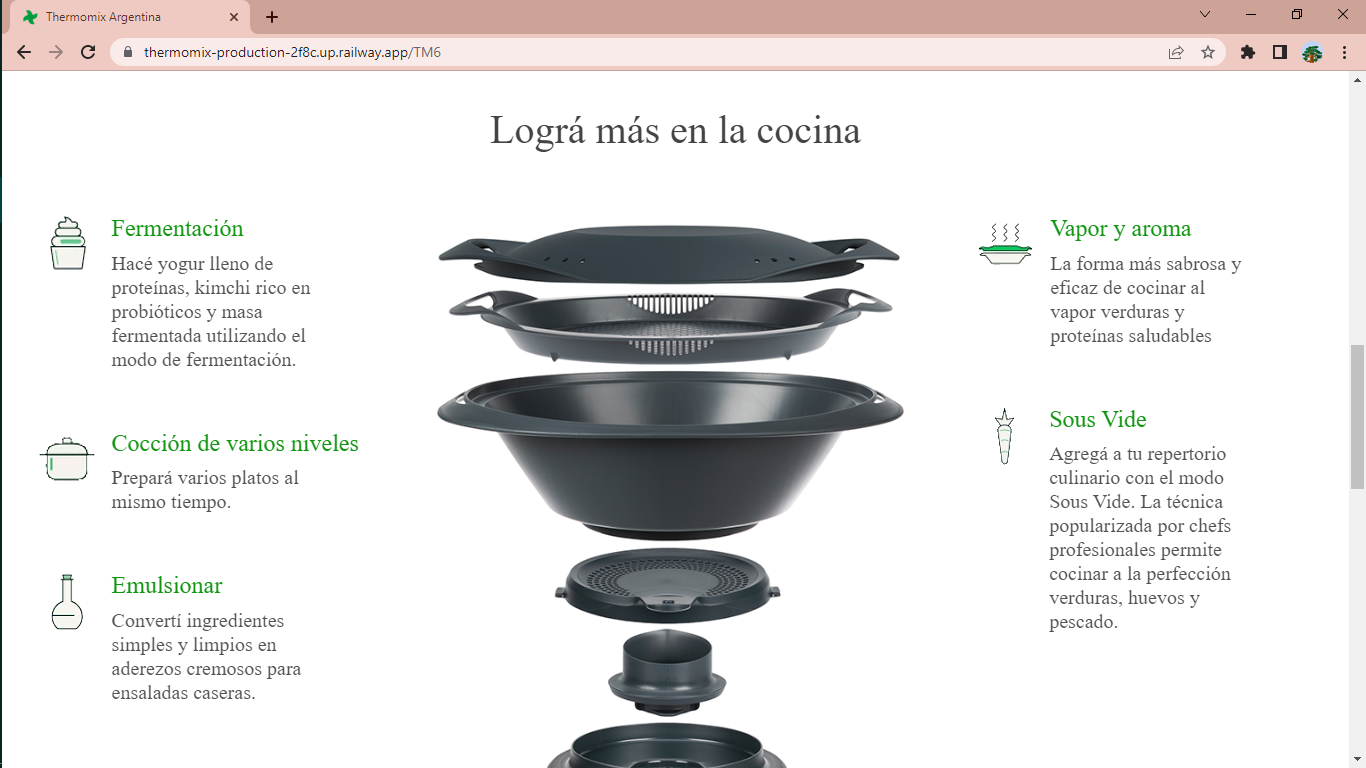 Thermomix Argentina
thermomix-production-2f8c.up.railway.app/TM6
Lográ más en la cocina
Fermentación
Hacé yogur lleno de
proteínas, kimchi rico en
probióticos y masa
fermentada utilizando el
modo de fermentación.
Cocción de varios niveles
Prepará varios platos al
mismo tiempo.
Emulsionar
Convertí ingredientes
simples y limpios en
aderezos cremosos para
ensaladas caseras.
Vapor y aroma
La forma más sabrosa y
eficaz de cocinar al
vapor verduras y
proteínas saludables
Sous Vide
Agregá a tu repertorio
culinario con el modo
Sous Vide. La técnica
popularizada por chefs
profesionales permite
cocinar a la perfección
verduras, huevos y
pescado.